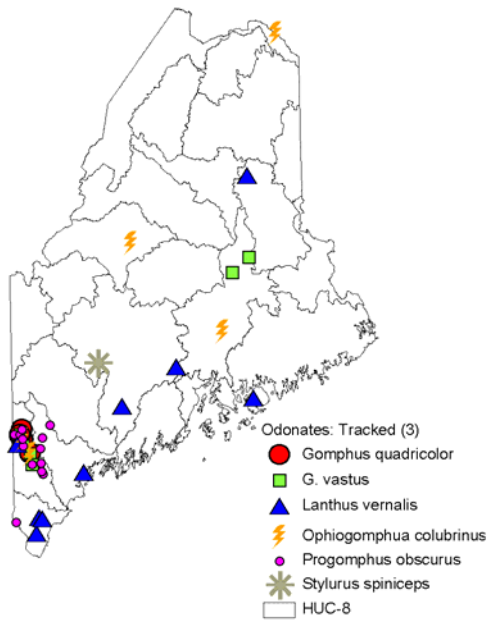 Odonates: Tracked (3)
Gomphus quadricolor
G. vastus
Lanthus vernalis
Ophiogomphua colubrinus
Progomphus obscurus
Stylurus spiniceps
HUC-8